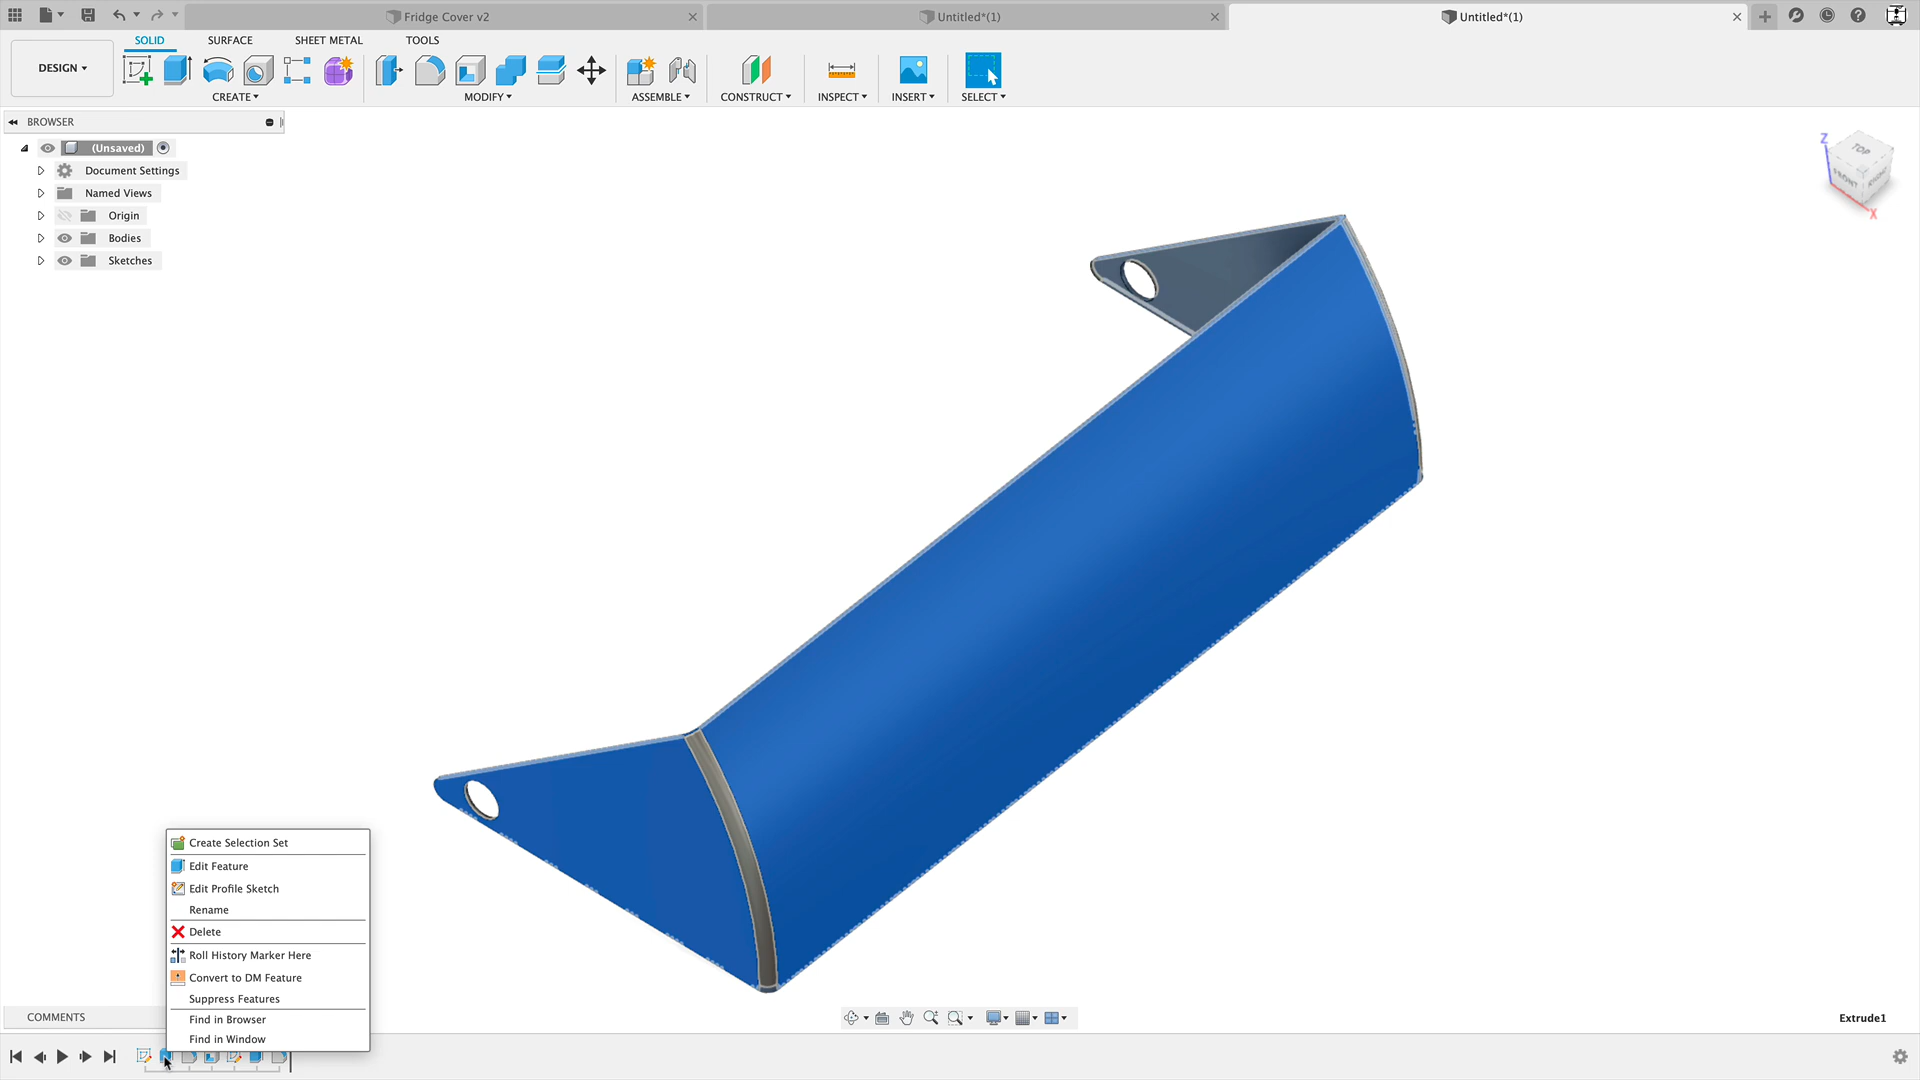 Fridge Cover v2
Untitled*(1)
Untitled*(1)
SOLID
SURFACE
SHEET METAL
TOOLS
DESIGN
CREATE
MODIFY
ASSEMBLE
CONSTRUCT
INSPECT
INSERT
SELECT
BROWSER
(Unsaved)
Document Settings
Named Views
Origin
Bodies
Sketches
Z
TOP
FRONT
RIGHT
X
Create Selection Set
Edit Feature
Edit Profile Sketch
Rename
Delete
Roll History Marker Here
Convert to DM Feature
Suppress Features
Find in Browser
Find in Window
COMMENTS
Extrude1